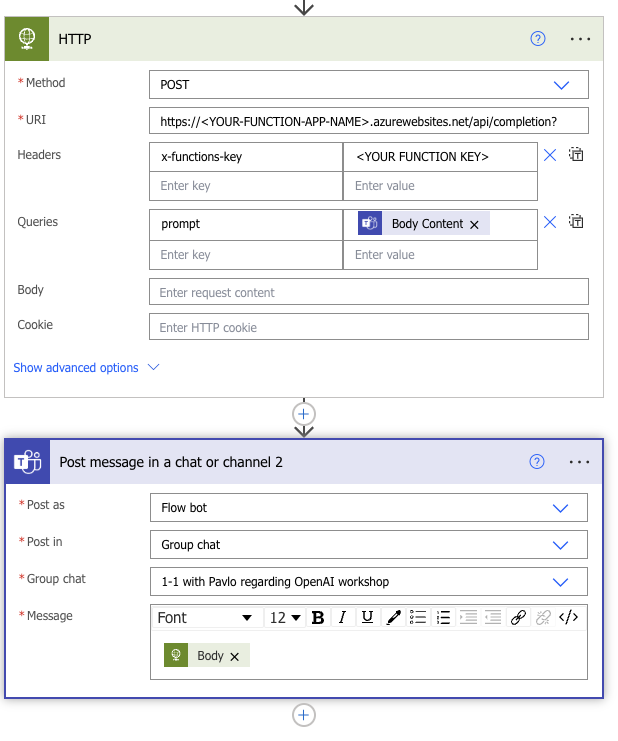 HTTP
* Method
POST
* URI
https://<YOUR-FUNCTION-APP-NAME>.azurewebsites.net/api/completion?
Headers
x-functions-key
<YOUR FUNCTION KEY>
Enter key
Enter value
Queries
prompt
Body Content
Enter key
Enter value
Body
Enter request content
Cookie
Enter HTTP cookie
Show advanced options
Post message in a chat or channel 2
* Post as
Flow bot
* Post in
Group chat
* Group chat
1-1 with Pavlo regarding OpenAI workshop
* Message
Font 12 B I U </>
Body